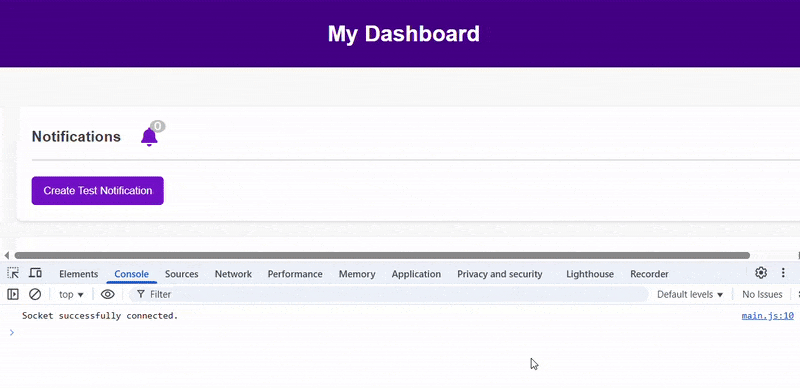 My Dashboard
Notifications 0
Create Test Notification
Elements Console Sources Network Performance Memory Application Privacy and security Lighthouse Recorder
top Filter Default levels No Issues
Socket successfully connected. main.js:10